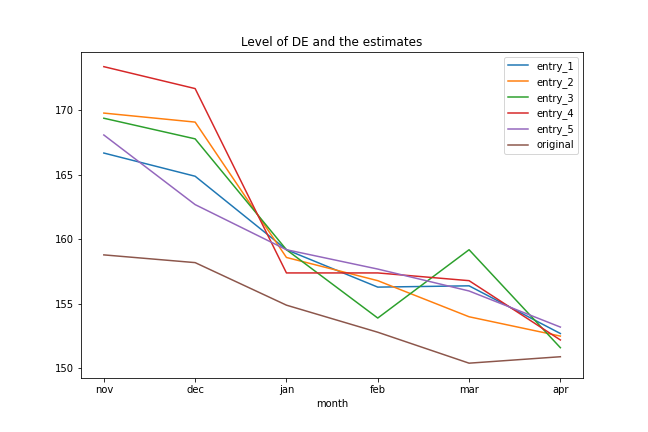 Level of DE and the estimates
entry_1
entry_2
entry_3
entry_4
entry_5
original
170
165
160
155
150
nov dec jan feb mar apr
month